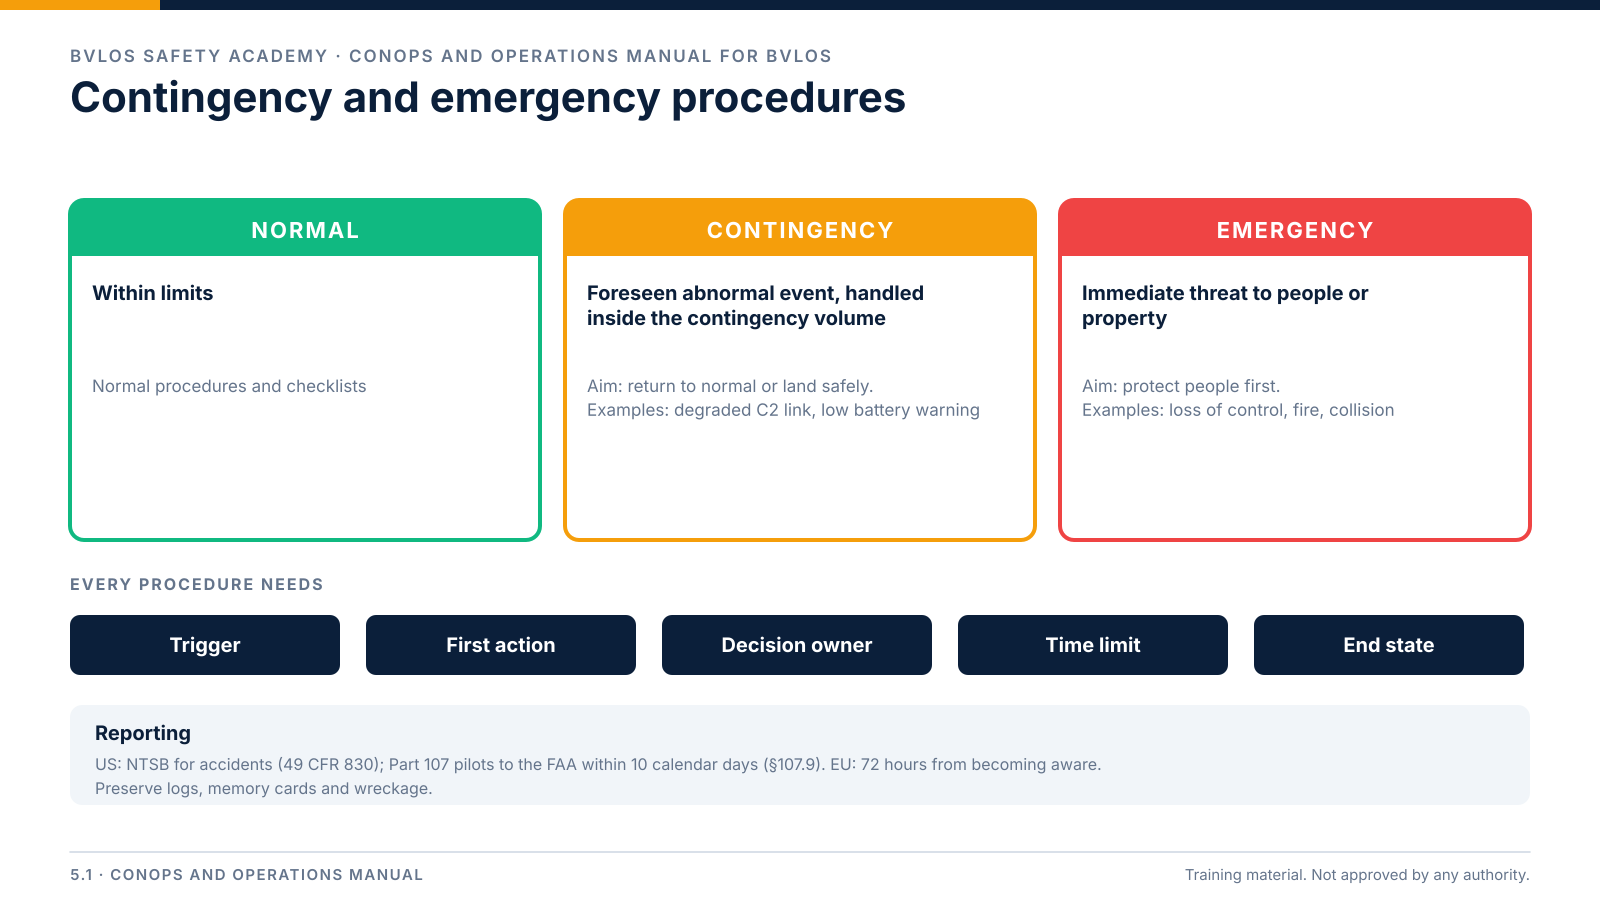 BVLOS SAFETY ACADEMY · CONOPS AND OPERATIONS MANUAL FOR BVLOS
Contingency and emergency procedures
NORMAL
Within limits
Normal procedures and checklists
CONTINGENCY
Foreseen abnormal event, handled
inside the contingency volume
Aim: return to normal or land safely.
Examples: degraded C2 link, low battery warning
EMERGENCY
Immediate threat to people or
property
Aim: protect people first.
Examples: loss of control, fire, collision
EVERY PROCEDURE NEEDS
Trigger
First action
Decision owner
Time limit
End state
Reporting
US: NTSB for accidents (49 CFR 830); Part 107 pilots to the FAA within 10 calendar days (§107.9). EU: 72 hours from becoming aware.
Preserve logs, memory cards and wreckage.
5.1 · CONOPS AND OPERATIONS MANUAL
Training material. Not approved by any authority.